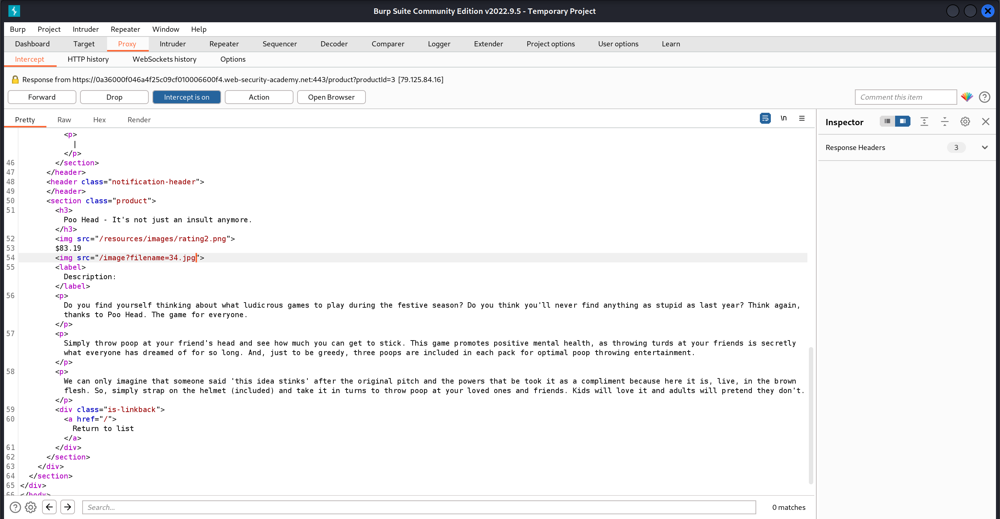 Burp Suite Community Edition v2022.9.5 - Temporary Project
Burp Project Intruder Repeater Window Help
Dashboard Target Proxy Intruder Repeater Sequencer Decoder Comparer Logger Extender Project options User options Learn
Intercept HTTP history WebSockets history Options
Response from https://0a36000f046a4f25c09cf010006600f4.web-security-academy.net:443/product?productId=3 [79.125.84.16]
Forward Drop Intercept is on Action Open Browser Comment this item
Pretty Raw Hex Render \n
Inspector
Response Headers 3
<p>
|
</p>
46 </section>
47 </header>
48 <header class="notification-header">
49 </header>
50 <section class="product">
51 <h3>
Poo Head - It's not just an insult anymore.
</h3>
52 <img src="/resources/images/rating2.png">
53 $83.19
54 <img src="/image?filename=34.jpg">
55 <label>
Description:
</label>
56 <p>
Do you find yourself thinking about what ludicrous games to play during the festive season? Do you think you'll never find anything as stupid as last year? Think again,
thanks to Poo Head. The game for everyone.
</p>
57 <p>
Simply throw poop at your friend's head and see how much you can get to stick. This game promotes positive mental health, as throwing turds at your friends is secretly
what everyone has dreamed of for so long. And, just to be greedy, three poops are included in each pack for optimal poop throwing entertainment.
</p>
58 <p>
We can only imagine that someone said 'this idea stinks' after the original pitch and the powers that be took it as a compliment because here it is, live, in the brown
flesh. So, simply strap on the helmet (included) and take it in turns to throw poop at your loved ones and friends. Kids will love it and adults will pretend they don't.
</p>
59 <div class="is-linkback">
60 <a href="/">
Return to list
</a>
61 </div>
62 </section>
63 </div>
64 </section>
65 </div>
66 </body>
Search... 0 matches